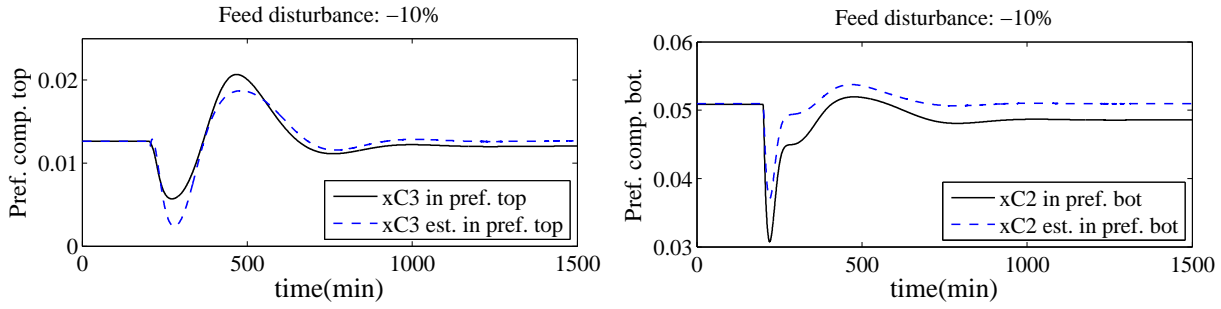 Feed disturbance: −10%
Pref. comp. top
0.02
0.01
0
xC3 in pref. top
xC3 est. in pref. top
0
500
1000
1500
time(min)
Feed disturbance: −10%
Pref. comp. bot.
0.06
0.05
0.04
0.03
xC2 in pref. bot
xC2 est. in pref. bot
0
500
1000
1500
time(min)